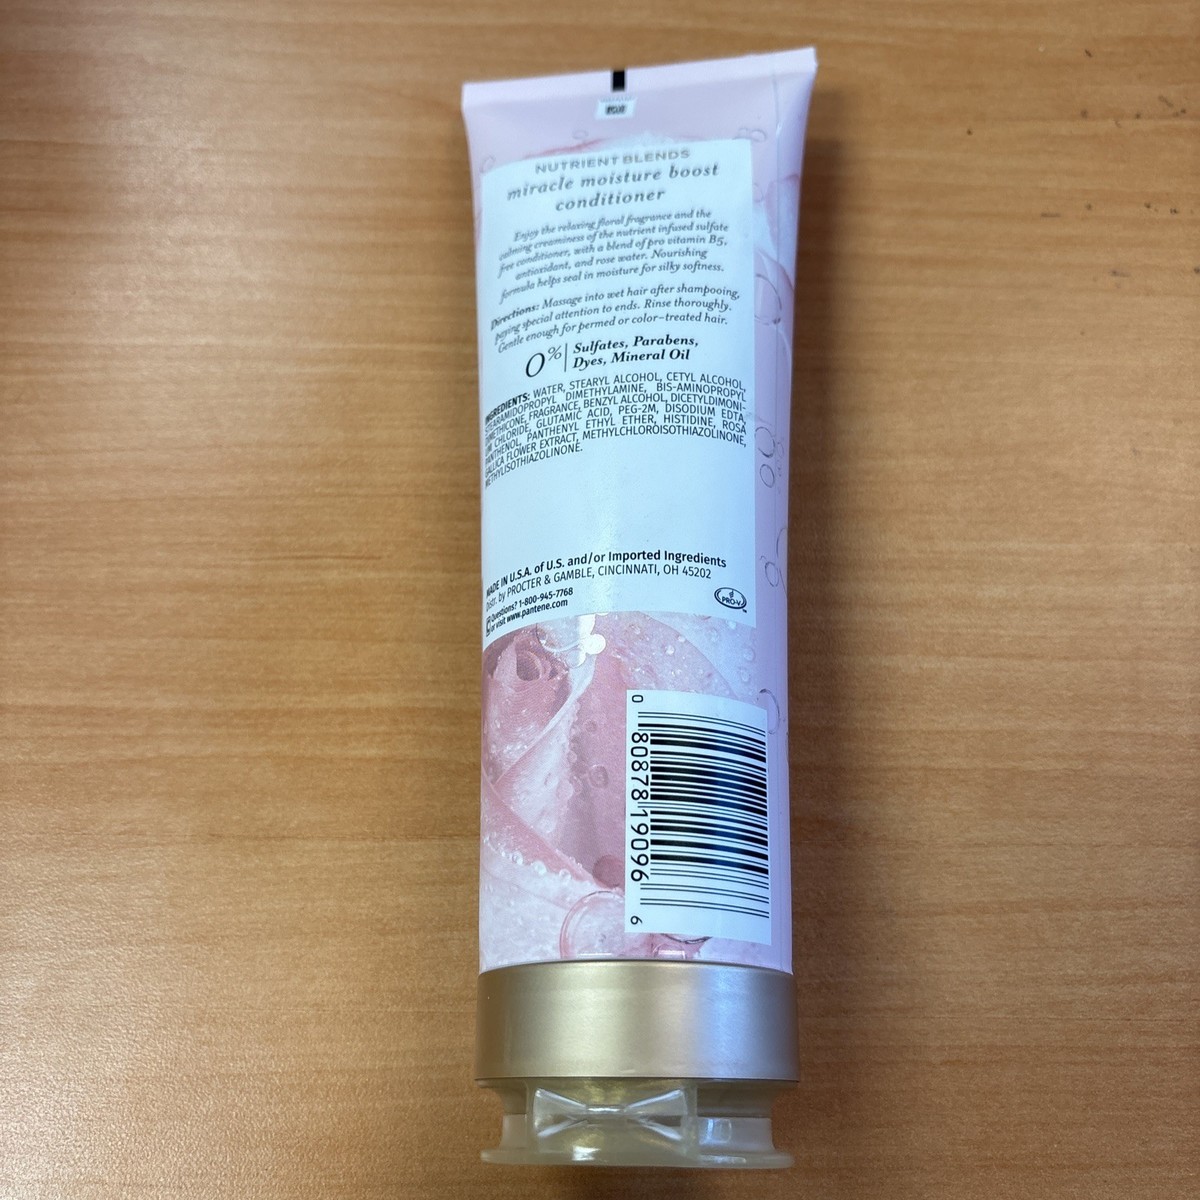 NUTRIENT BLENDS
miracle moisture boost
conditioner
Enjoy the relaxing floral fragrance and the
calming creaminess of the nutrient infused sulfate
free conditioner, with a blend of pro vitamin B5,
antioxidant, and rose water. Nourishing
formula helps seal in moisture for silky softness.
Directions: Massage into wet hair after shampooing,
paying special attention to ends. Rinse thoroughly.
Gentle enough for permed or color-treated hair.
0% Sulfates, Parabens,
Dyes, Mineral Oil
INGREDIENTS: WATER, STEARYL ALCOHOL, CETYL ALCOHOL,
STEARAMIDOPROPYL DIMETHYLAMINE, BIS-AMINOPROPYL
DIMETHICONE, FRAGRANCE, BENZYL ALCOHOL, DICETYLDIMONI-
UM CHLORIDE, GLUTAMIC ACID, PEG-2M, DISODIUM EDTA,
PANTHENOL, PANTHENYL ETHYL ETHER, HISTIDINE, ROSA
GALLICA FLOWER EXTRACT, METHYLCHLOROISOTHIAZOLINONE,
METHYLISOTHIAZOLINONE.
MADE IN U.S.A. of U.S. and/or Imported Ingredients
Distr. by PROCTER & GAMBLE, CINCINNATI, OH 45202
Questions? 1-800-945-7768
or visit www.pantene.com
PRO-V
0 80878 19096 6